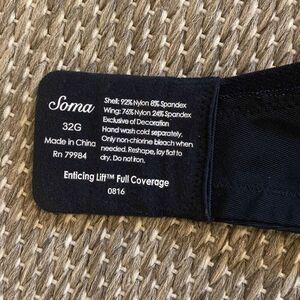 Soma
32G
Made in China
Rn 79984
Shell: 92% Nylon 8% Spandex
Wing: 76% Nylon 24% Spandex
Exclusive of Decoration
Hand wash cold separately.
Only non-chlorine bleach when
needed. Reshape, lay flat to
dry. Do not iron.
Enticing Lift™ Full Coverage
0816